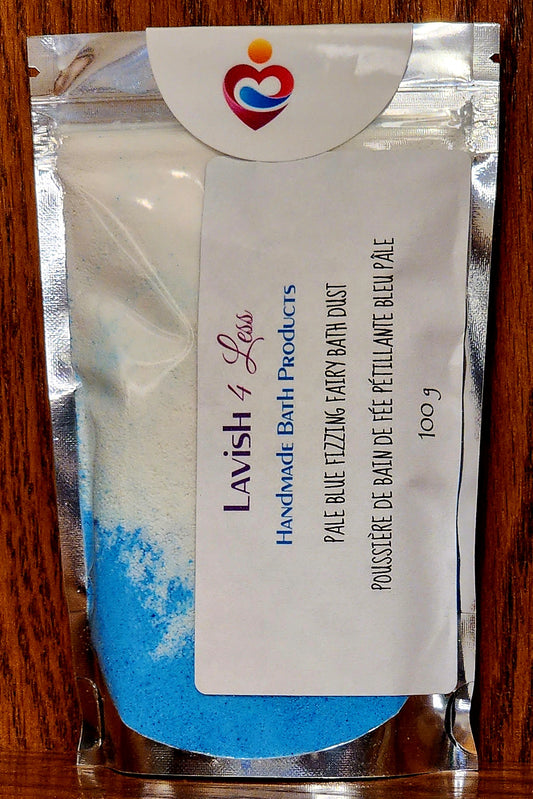 Lavish 4 Less
Handmade Bath Products
PALE BLUE FIZZING FAIRY BATH DUST
POUSSIÈRE DE BAIN DE FÉE PÉTILLANTE BLEU PÂLE
100 g